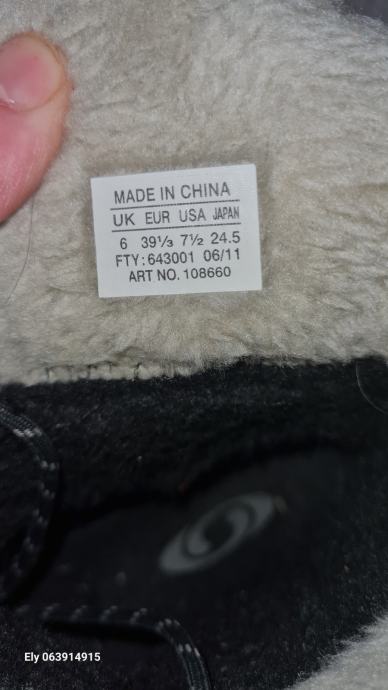 MADE IN CHINA
UK EUR USA JAPAN
6 39⅓ 7½ 24.5
FTY: 643001 06/11
ART NO. 108660
Ely 063914915